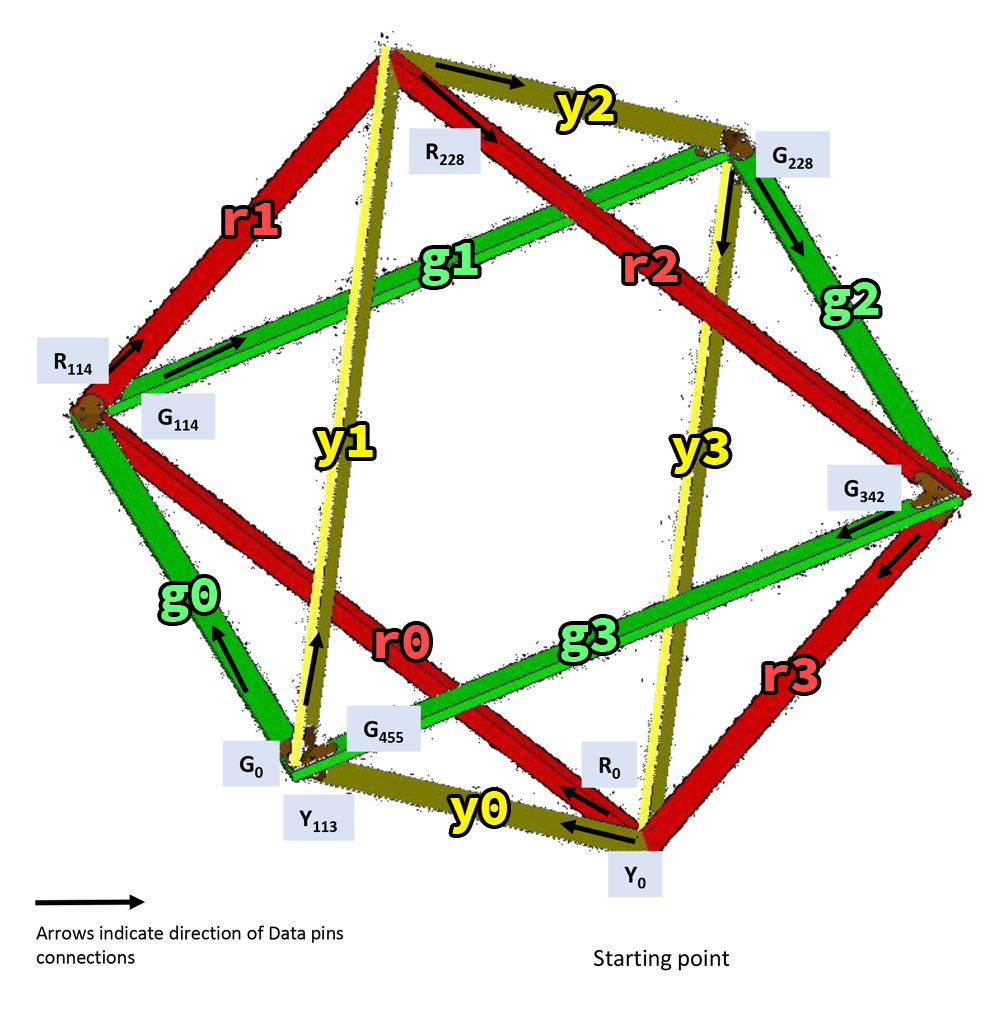 y2
R228
G228
r1
g1
r2
g2
R114
G114
y1
y3
G342
g0
r0
g3
r3
G455
G0
R0
Y113
y0
Y0
Arrows indicate direction of Data pins
connections
Starting point